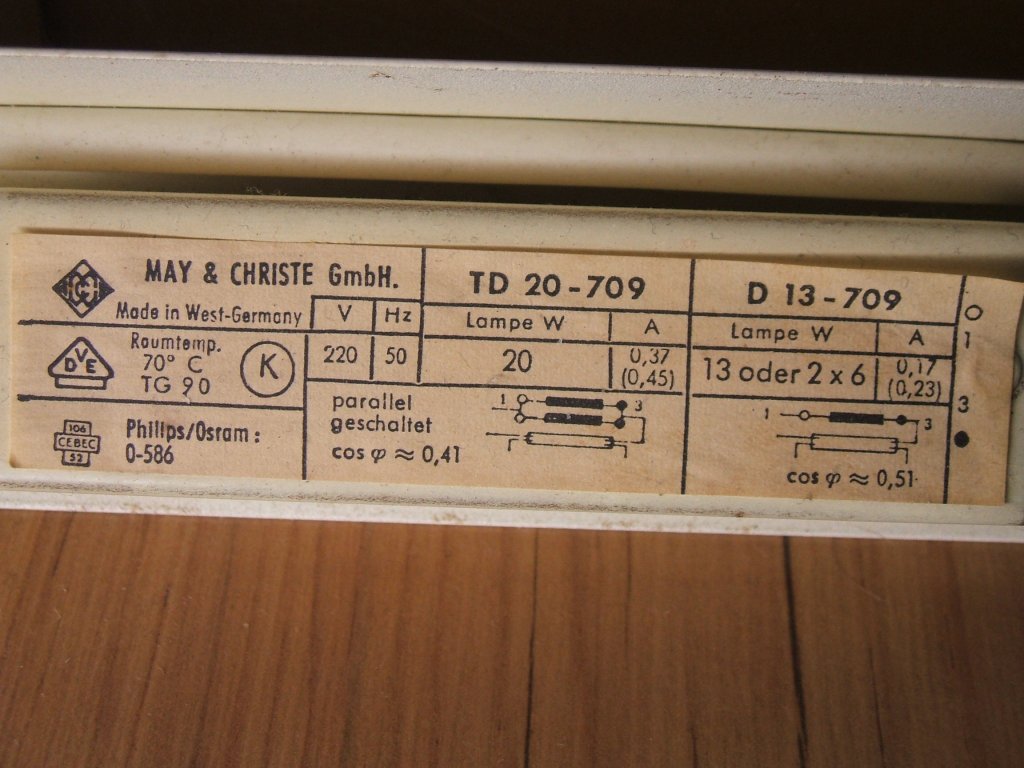 MAY & CHRISTE GmbH.
Made in West-Germany
V Hz
220 50
VDE
Raumtemp.
70° C
TG 90
K
106
CEBEC
52
Philips/Osram:
0-586
TD 20-709
Lampe W A
20 0,37
(0,45)
parallel
geschaltet
cos φ ≈ 0,41
1 3
D 13-709
Lampe W A
13 oder 2 x 6 0,17
(0,23)
1 3
cos φ ≈ 0,51
1
3